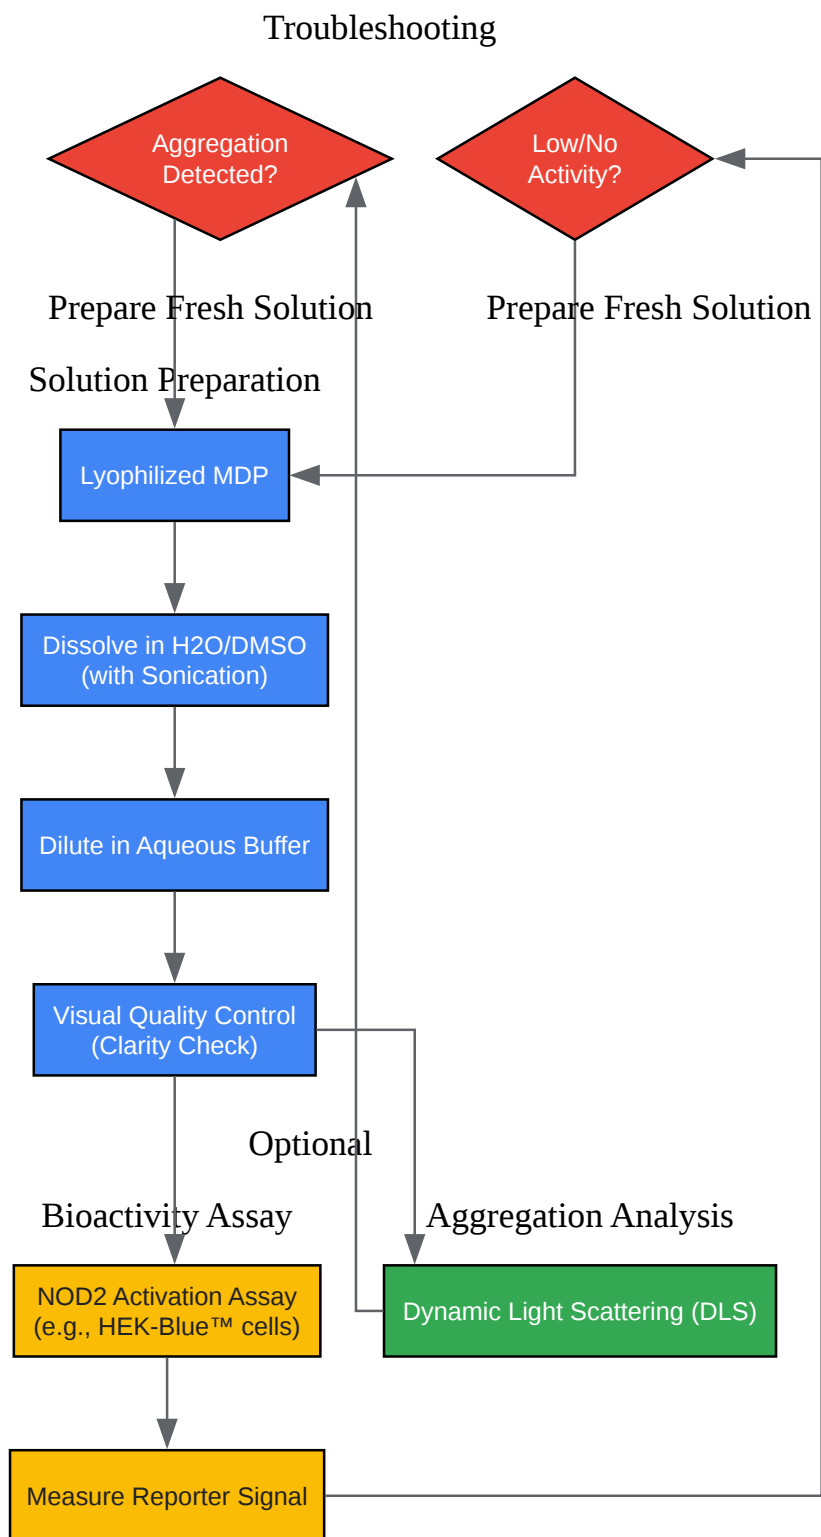 Troubleshooting
Aggregation
Detected?
Low/No
Activity?
Prepare Fresh Solution
Prepare Fresh Solution
Solution Preparation
Lyophilized MDP
Dissolve in H2O/DMSO
(with Sonication)
Dilute in Aqueous Buffer
Visual Quality Control
(Clarity Check)
Optional
Bioactivity Assay
Aggregation Analysis
NOD2 Activation Assay
(e.g., HEK-Blue™ cells)
Dynamic Light Scattering (DLS)
Measure Reporter Signal